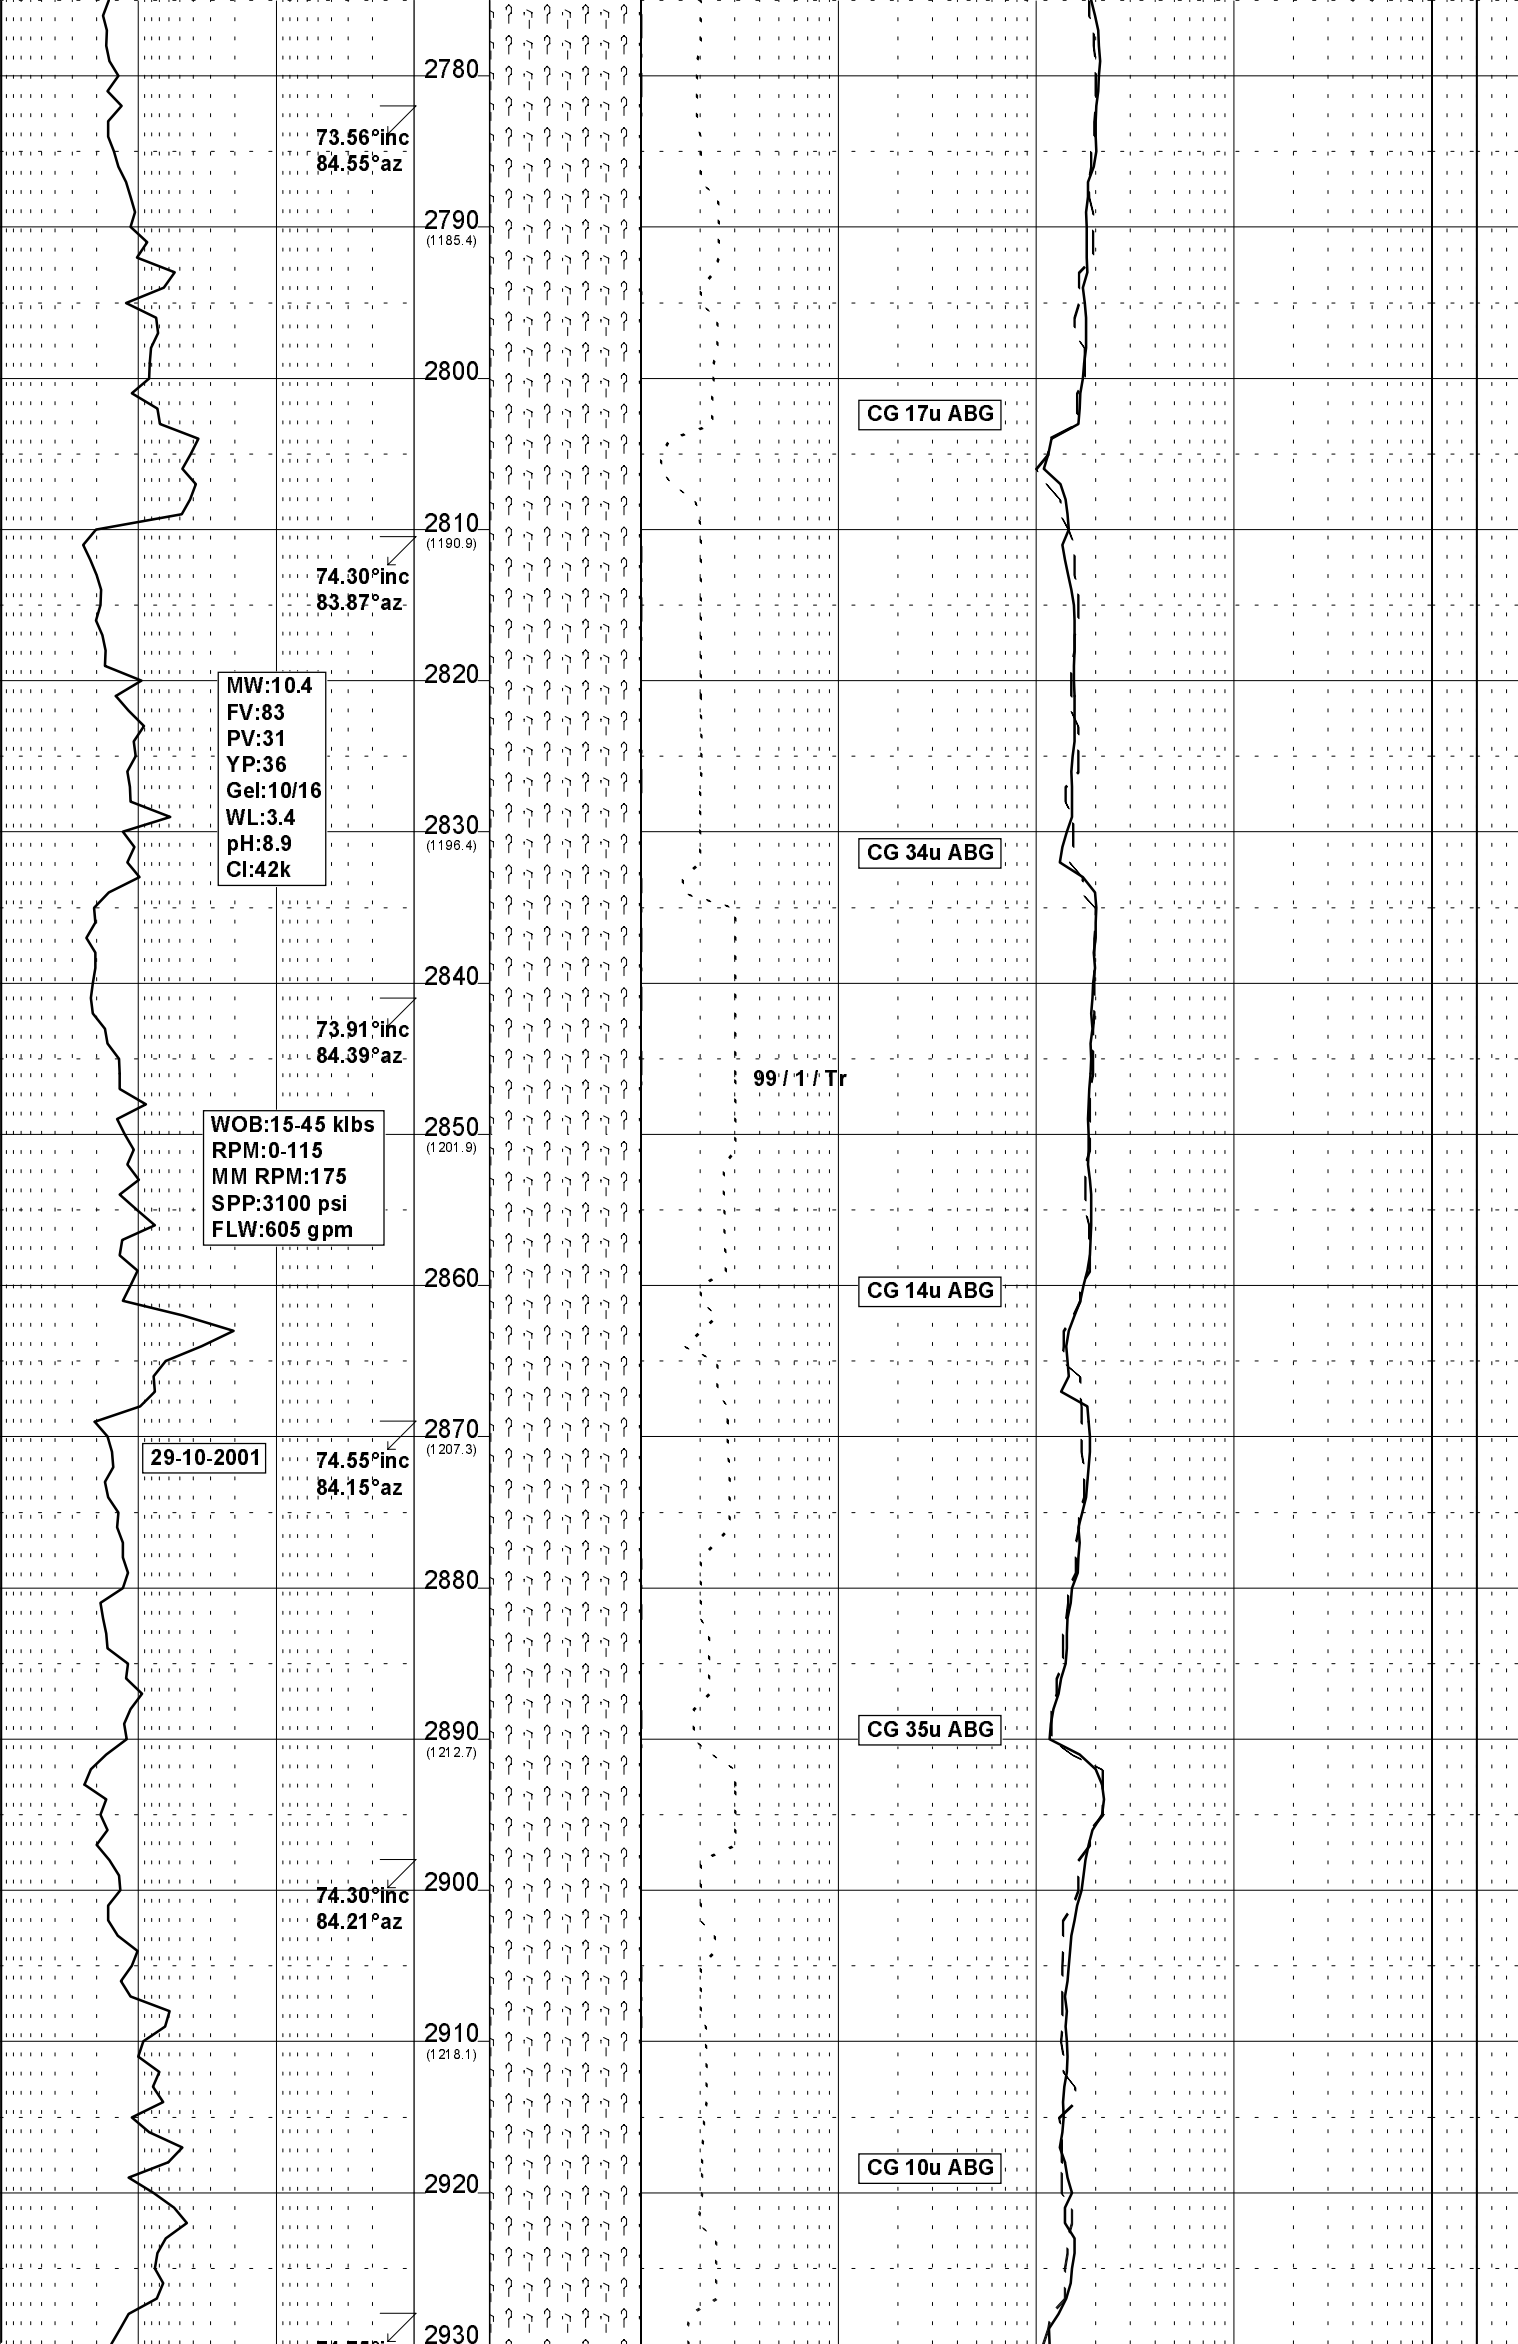 2780
73.56°inc
84.55°az
2790
(1185.4)
2800
CG 17u ABG
2810
(1190.9)
74.30°inc
83.87°az
2820
MW:10.4
FV:83
PV:31
YP:36
Gel:10/16
WL:3.4
pH:8.9
Cl:42k
2830
(1196.4)
CG 34u ABG
2840
73.91°inc
84.39°az
99 / 1 / Tr
WOB:15-45 klbs
RPM:0-115
MM RPM:175
SPP:3100 psi
FLW:605 gpm
2850
(1201.9)
2860
CG 14u ABG
2870
(1207.3)
29-10-2001
74.55°inc
84.15°az
2880
2890
(1212.7)
CG 35u ABG
2900
74.30°inc
84.21°az
2910
(1218.1)
CG 10u ABG
2920
2930